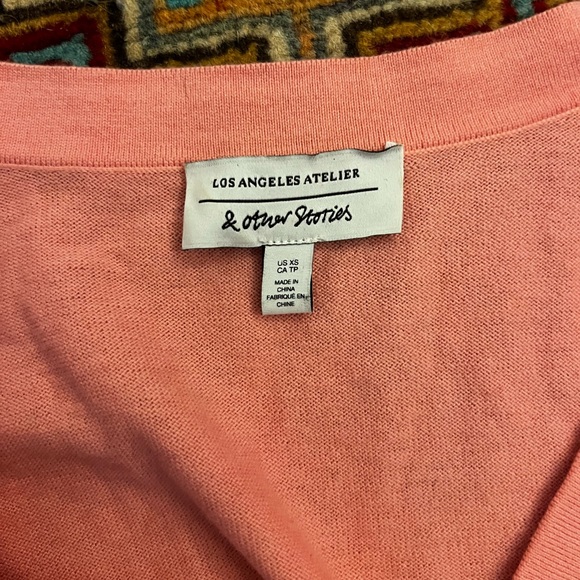 LOS ANGELES ATELIER
& other Stories
US XS
CA TP
MADE IN
CHINA
FABRIQUÉ EN
CHINE